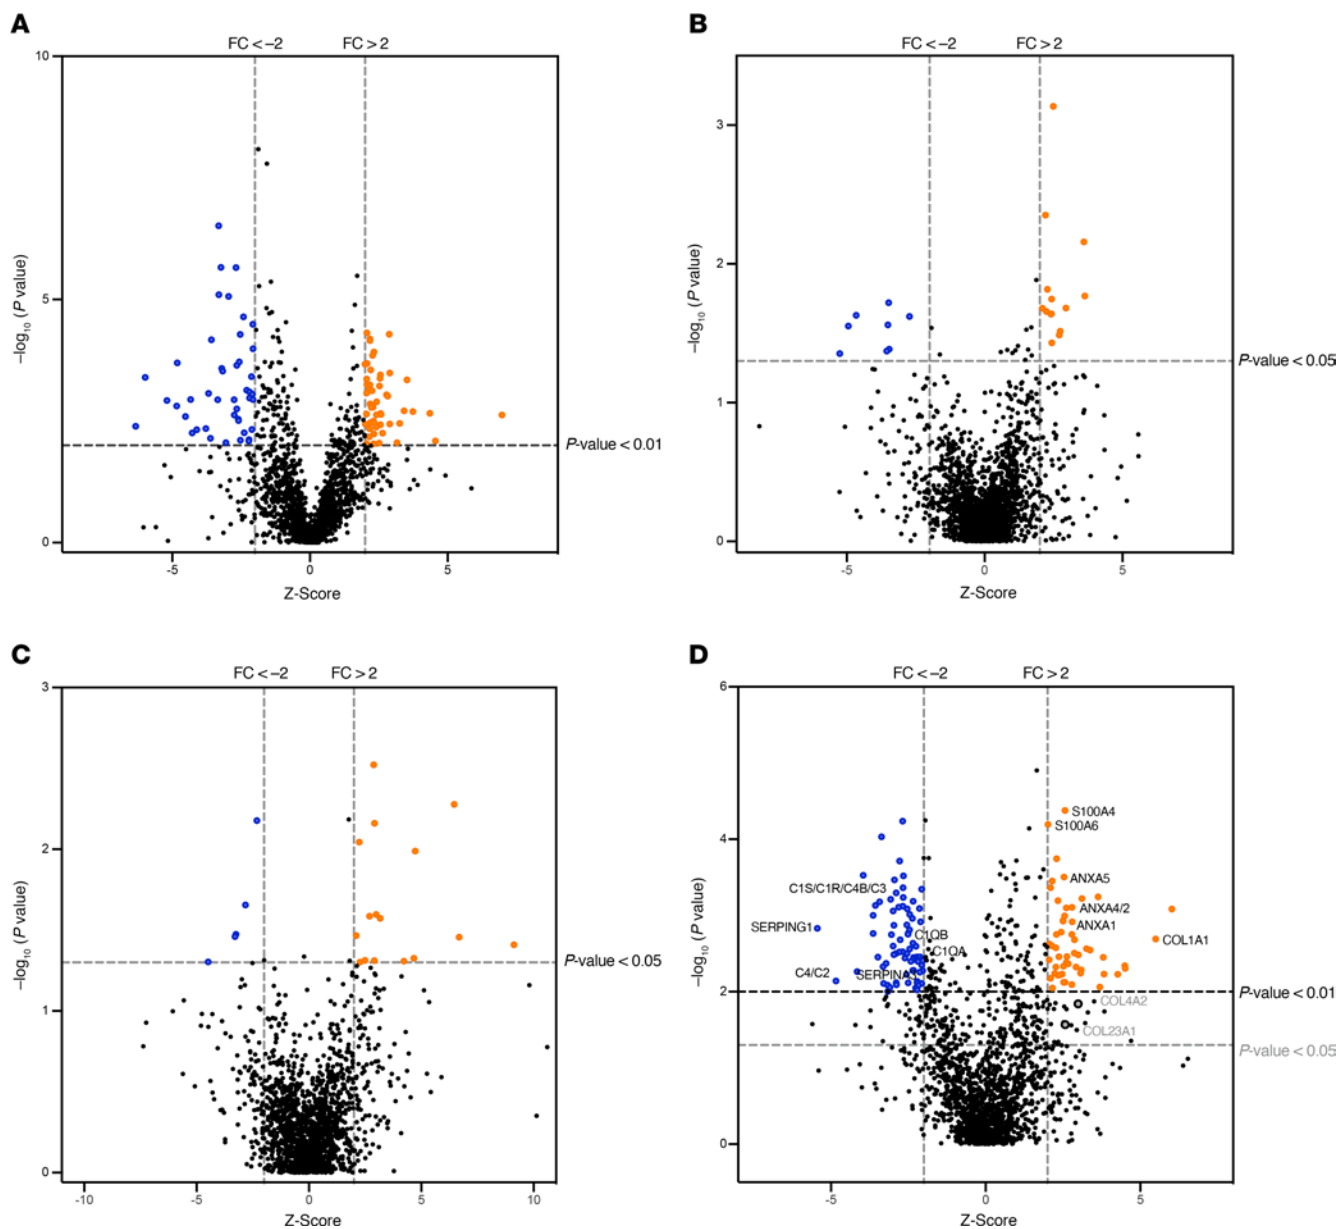 A
FC < −2 FC > 2
10
5
0
−log10 (P value)
P-value < 0.01
-5 0 5
Z-Score
B
FC < −2 FC > 2
3
2
1
0
−log10 (P value)
P-value < 0.05
-5 0 5
Z-Score
C
FC < −2 FC > 2
3
2
1
0
−log10 (P value)
P-value < 0.05
-10 -5 0 5 10
Z-Score
D
FC < −2 FC > 2
6
4
2
0
−log10 (P value)
S100A4
S100A6
ANXA5
C1S/C1R/C4B/C3
ANXA4/2
SERPING1
ANXA1
C1QB
COL1A1
C1QA
C4/C2
P-value < 0.01
COL4A2
COL23A1
P-value < 0.05
-5 0 5
Z-Score